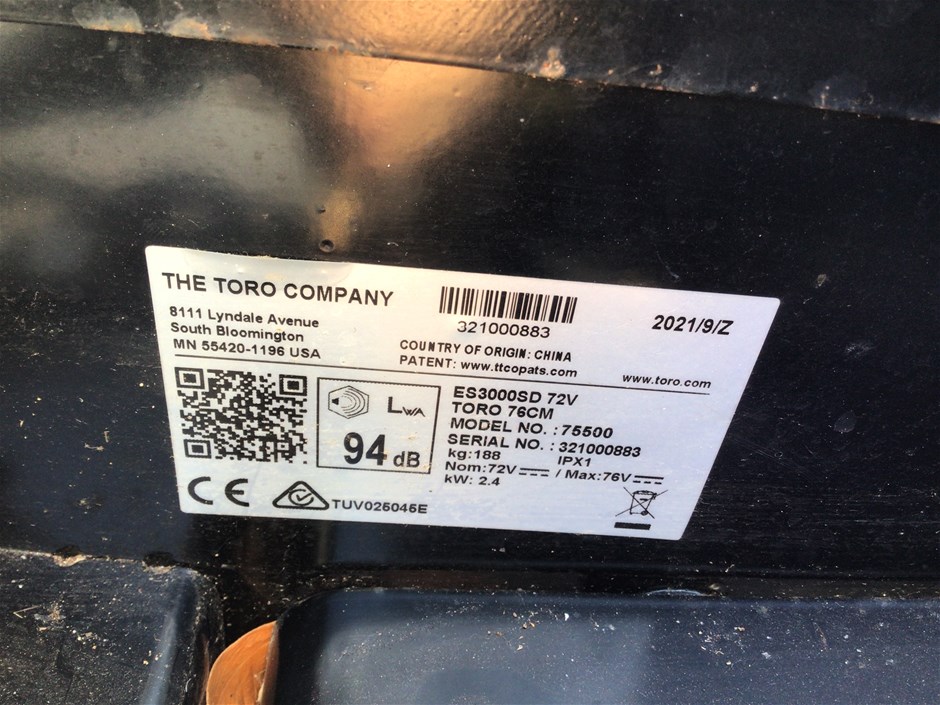 THE TORO COMPANY
8111 Lyndale Avenue
South Bloomington
MN 55420-1196 USA
321000883
2021/9/Z
COUNTRY OF ORIGIN: CHINA
PATENT: www.ttcopats.com
www.toro.com
LWA
94 dB
ES3000SD 72V
TORO 76CM
MODEL NO. : 75500
SERIAL NO. : 321000883
kg:188 IPX1
Nom:72V / Max:76V
kW: 2.4
CE
TUV025045E